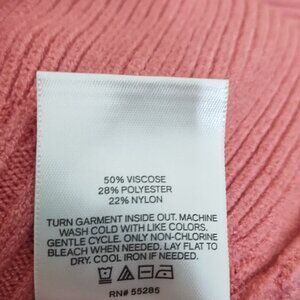 50% VISCOSE
28% POLYESTER
22% NYLON
TURN GARMENT INSIDE OUT. MACHINE
WASH COLD WITH LIKE COLORS.
GENTLE CYCLE. ONLY NON-CHLORINE
BLEACH WHEN NEEDED. LAY FLAT TO
DRY. COOL IRON IF NEEDED.
RN# 55285